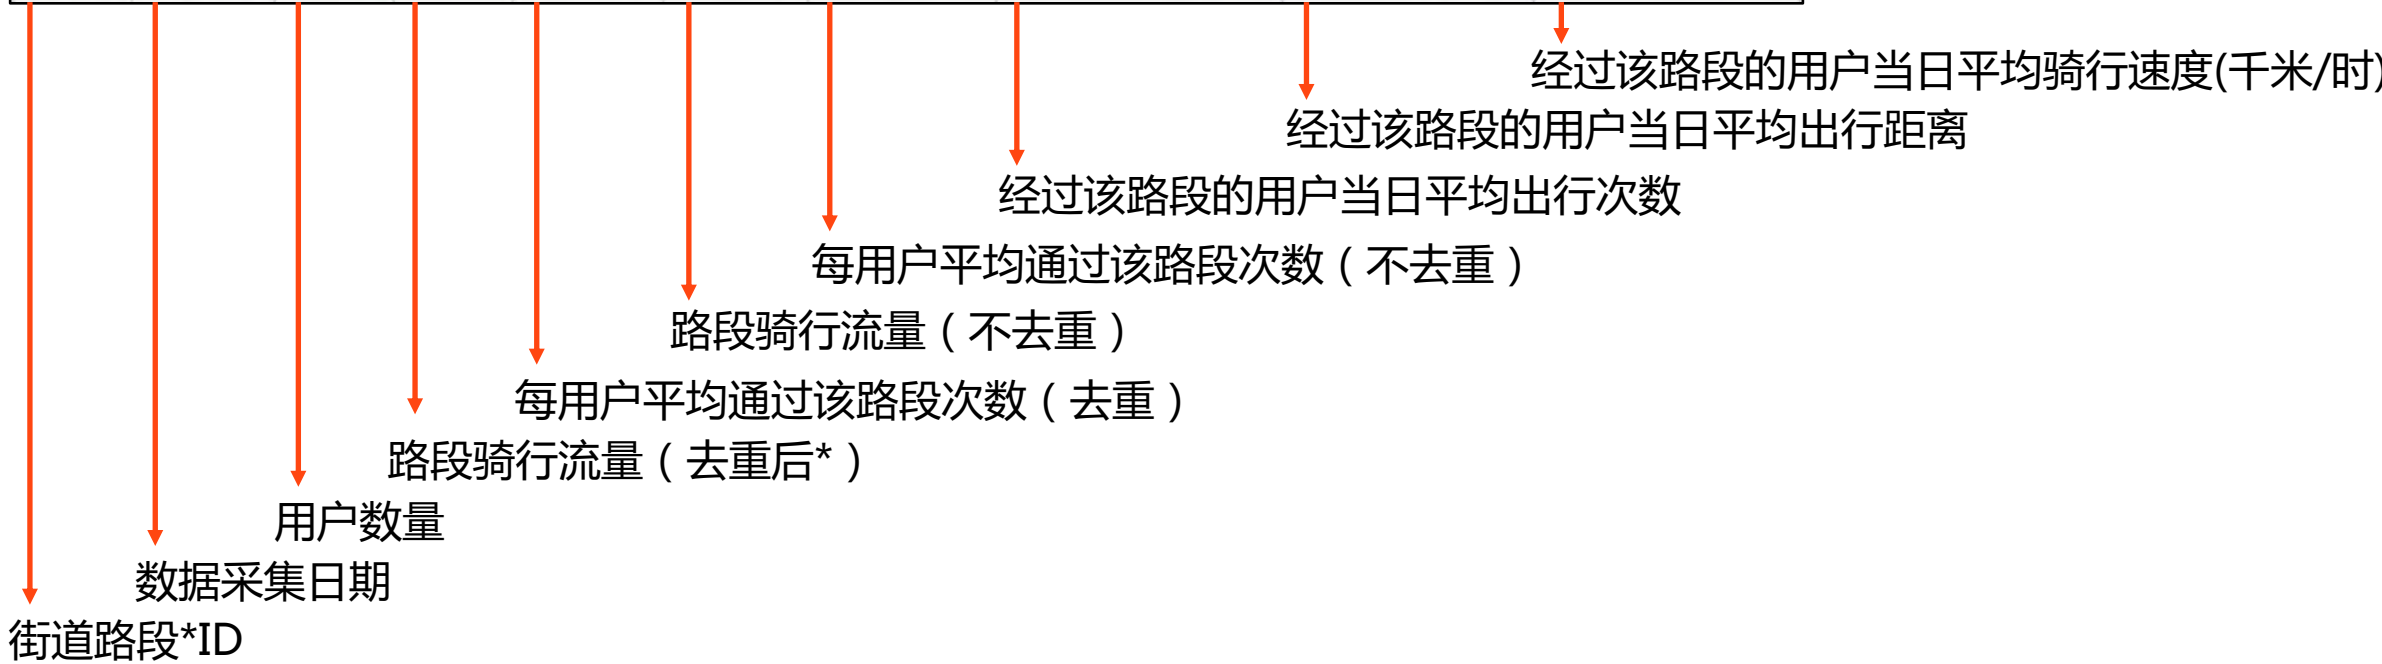 经过该路段的用户当日平均骑行速度(千米/时)
经过该路段的用户当日平均出行距离
经过该路段的用户当日平均出行次数
每用户平均通过该路段次数（不去重）
路段骑行流量（不去重）
每用户平均通过该路段次数（去重）
路段骑行流量（去重后*）
用户数量
数据采集日期
街道路段*ID